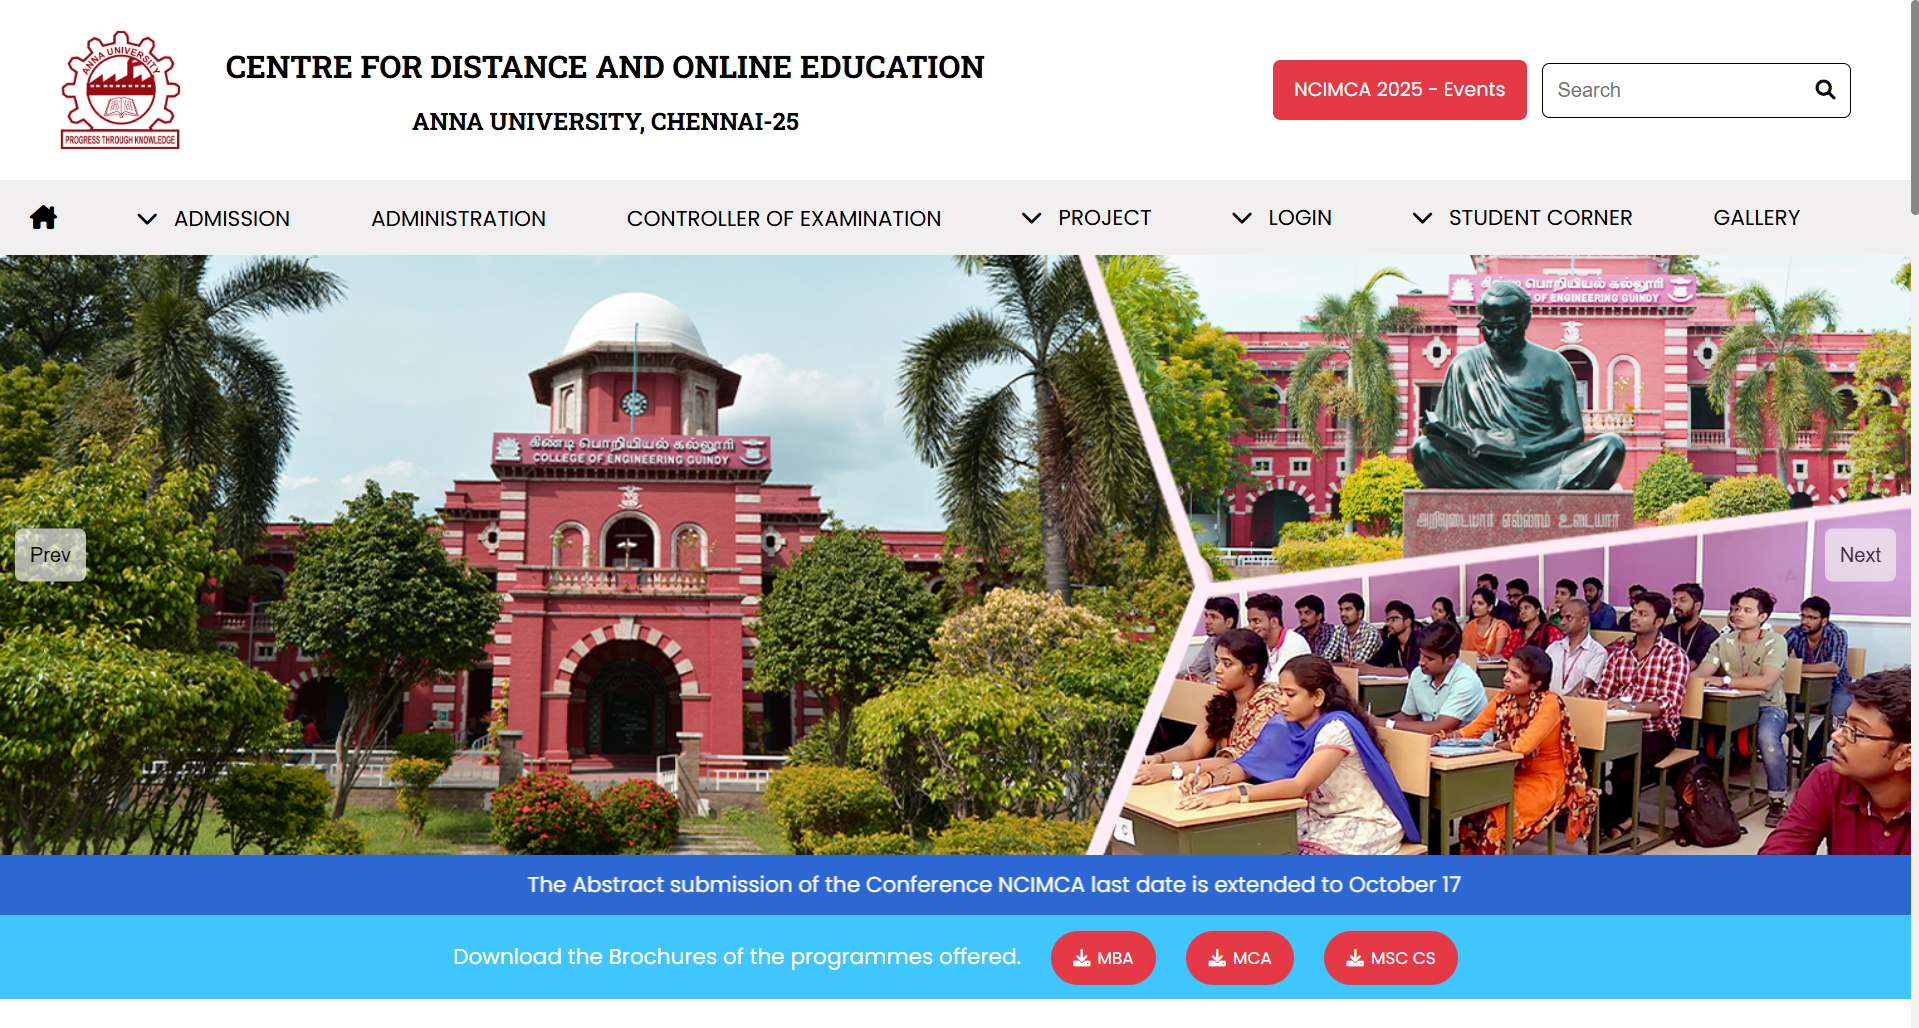 ANNA UNIVERSITY
PROGRESS THROUGH KNOWLEDGE
CENTRE FOR DISTANCE AND ONLINE EDUCATION
ANNA UNIVERSITY, CHENNAI-25
NCIMCA 2025 - Events
Search
ADMISSION
ADMINISTRATION
CONTROLLER OF EXAMINATION
PROJECT
LOGIN
STUDENT CORNER
GALLERY
கிண்டி பொறியியல் கல்லூரி
COLLEGE OF ENGINEERING GUINDY
பொறியியல் கல்லூரி
OF ENGINEERING GUINDY
அறிவுடையார் எல்லாம் உடையார்
Prev
Next
C
The Abstract submission of the Conference NCIMCA last date is extended to October 17
Download the Brochures of the programmes offered.
MBA
MCA
MSC CS